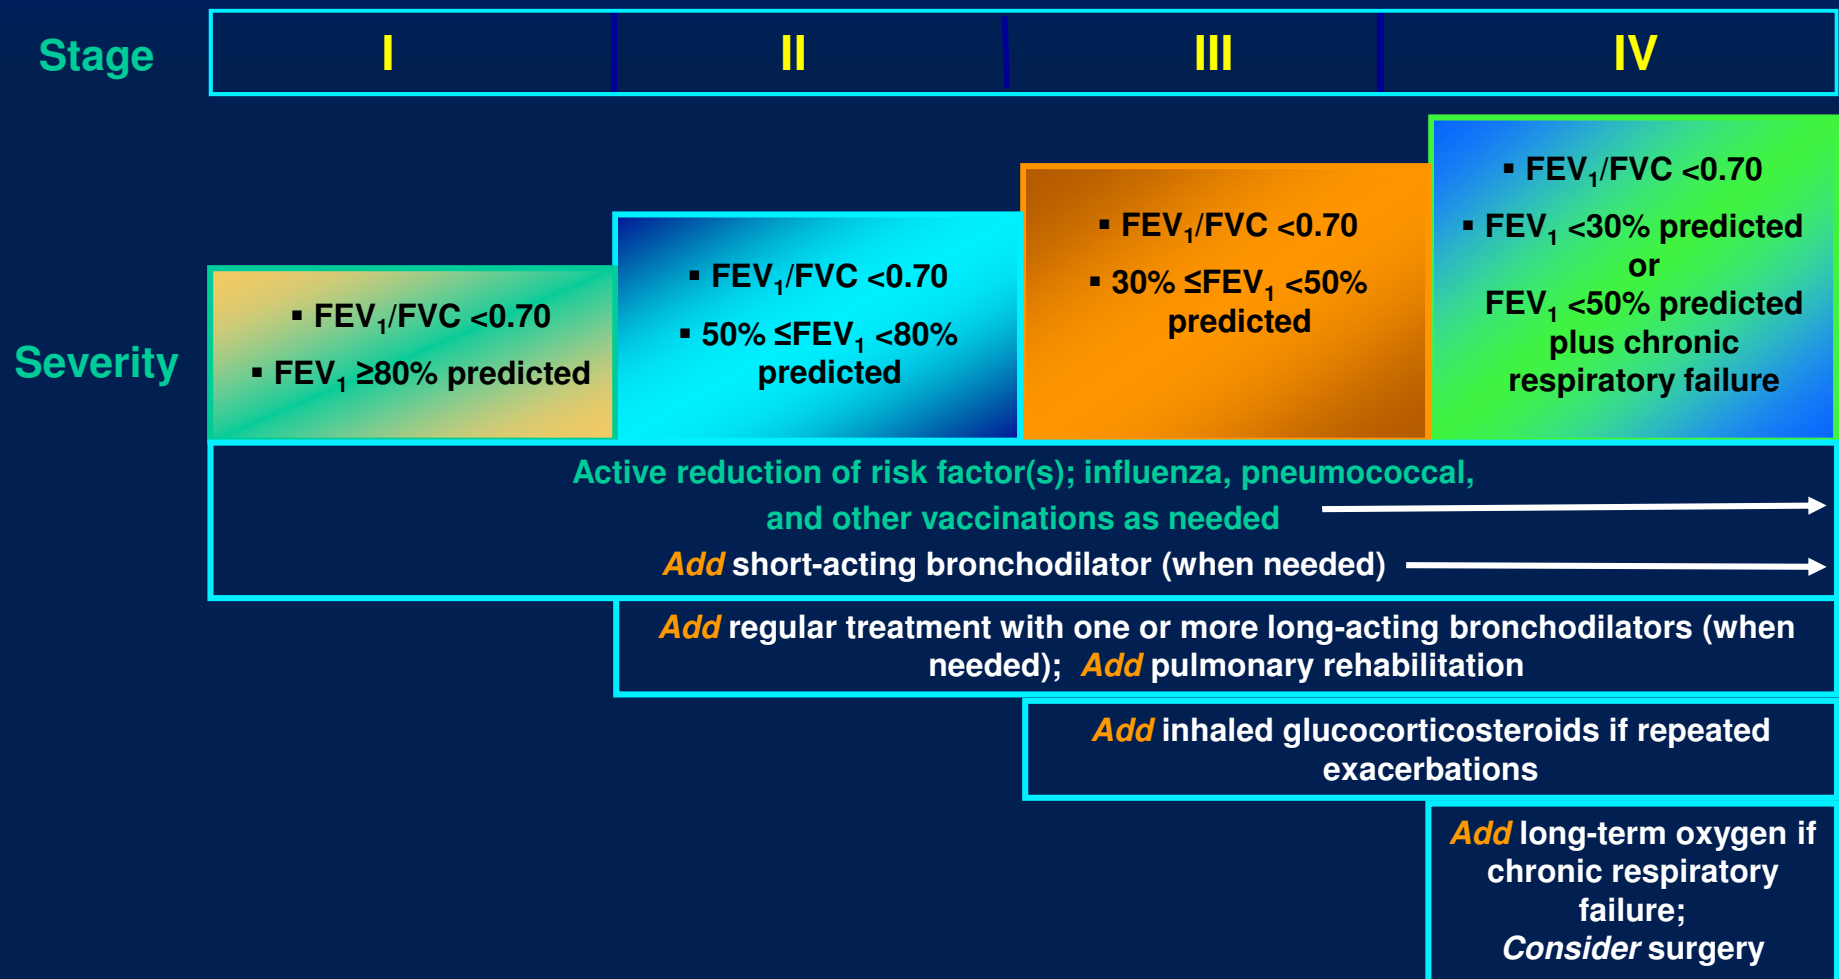 Stage
I
II
III
IV
Severity
▪ FEV₁/FVC <0.70
▪ FEV₁ ≥80% predicted
▪ FEV₁/FVC <0.70
▪ 50% ≤FEV₁ <80%
predicted
▪ FEV₁/FVC <0.70
▪ 30% ≤FEV₁ <50%
predicted
▪ FEV₁/FVC <0.70
▪ FEV₁ <30% predicted
or
FEV₁ <50% predicted
plus chronic
respiratory failure
Active reduction of risk factor(s); influenza, pneumococcal,
and other vaccinations as needed
Add short-acting bronchodilator (when needed)
Add regular treatment with one or more long-acting bronchodilators (when
needed); Add pulmonary rehabilitation
Add inhaled glucocorticosteroids if repeated
exacerbations
Add long-term oxygen if
chronic respiratory
failure;
Consider surgery